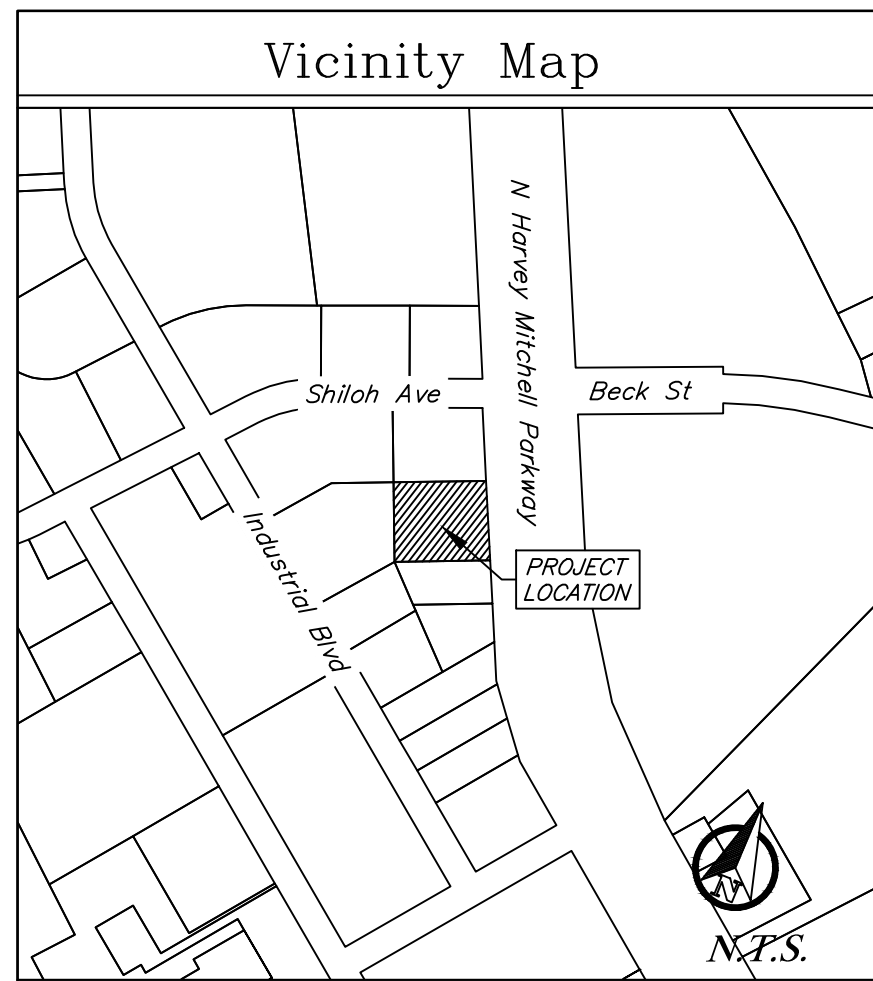 Vicinity Map
N Harvey Mitchell Parkway
Shiloh Ave
Beck St
Industrial Blvd
PROJECT
LOCATION
N
N.T.S.